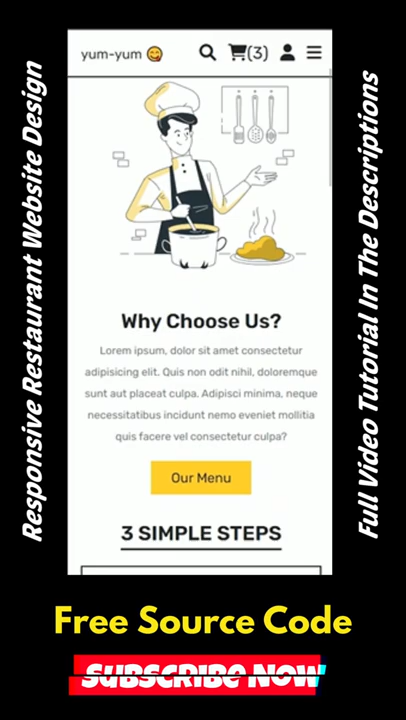 Responsive Restaurant Website Design
yum-yum 😋
(3)
Why Choose Us?
Lorem ipsum, dolor sit amet consectetur
adipisicing elit. Quis non odit nihil, doloremque
sunt aut placeat culpa. Adipisci minima, neque
necessitatibus incidunt nemo eveniet mollitia
quis facere vel consectetur culpa?
Our Menu
3 SIMPLE STEPS
Full Video Tutorial In The Descriptions
Free Source Code
SUBSCRIBE NOW